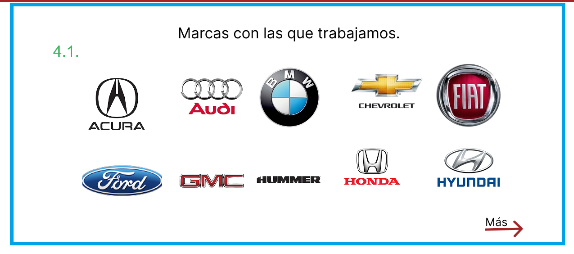 Marcas con las que trabajamos.
4.1.
ACURA
Audi
BMW
CHEVROLET
FIAT
Ford
GMC
HUMMER
HONDA
HYUNDAI
Más